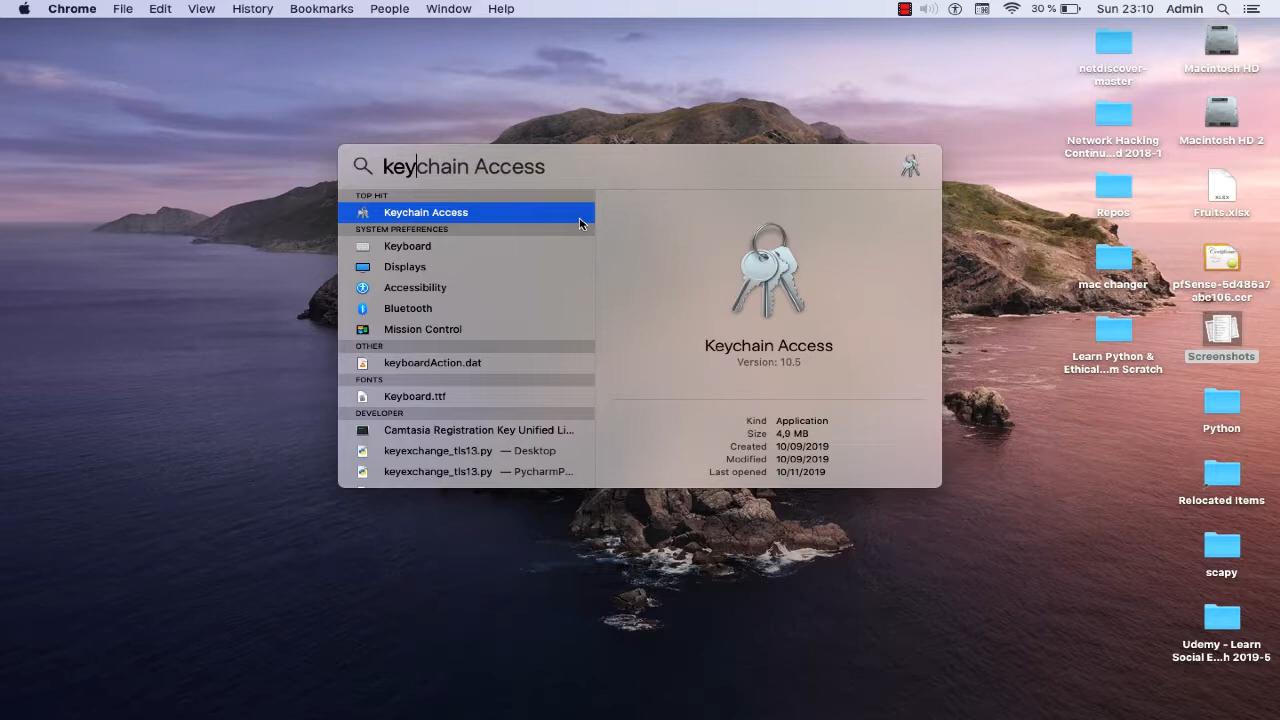 Chrome File Edit View History Bookmarks People Window Help 30 % Sun 23:10 Admin
netdiscover-
master
Macintosh HD
Network Hacking
Continu...d 2018-1
Macintosh HD 2
Repos
Fruits.xlsx
mac changer
pfSense-5d486a7
abe106.cer
Learn Python &
Ethical...m Scratch
Screenshots
Python
Relocated Items
scapy
Udemy - Learn
Social E...h 2019-5
keychain Access
TOP HIT
Keychain Access
SYSTEM PREFERENCES
Keyboard
Displays
Accessibility
Bluetooth
Mission Control
OTHER
keyboardAction.dat
FONTS
Keyboard.ttf
DEVELOPER
Camtasia Registration Key Unified Li...
keyexchange_tls13.py — Desktop
keyexchange_tls13.py — PycharmP...
Keychain Access
Version: 10.5
Kind Application
Size 4,9 MB
Created 10/09/2019
Modified 10/09/2019
Last opened 10/11/2019